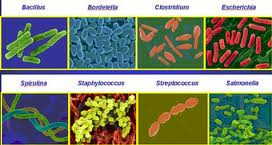 Bacillus Bordetella Clostridium Escherichia
Spirulina Staphylococcus Streptococcus Salmonella